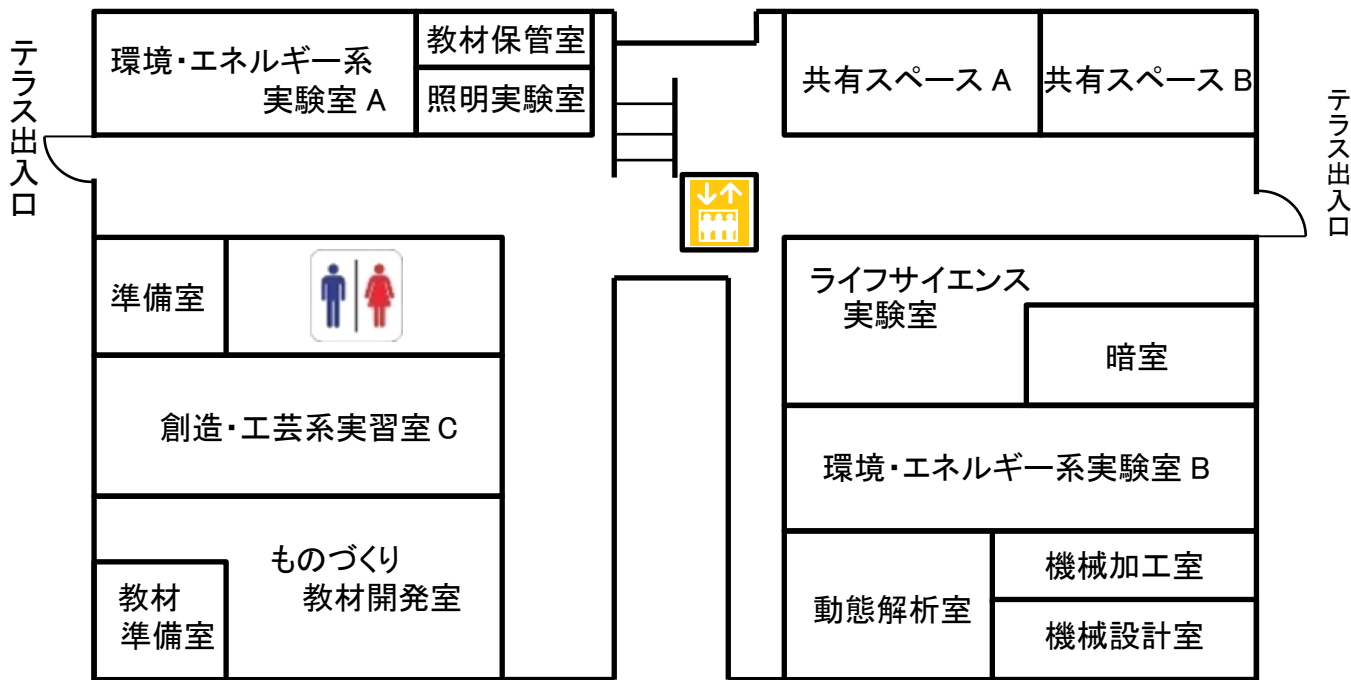 テラス出入口
環境・エネルギー系
実験室 A
教材保管室
照明実験室
共有スペース A
共有スペース B
テラス出入口
準備室
ライフサイエンス
実験室
暗室
創造・工芸系実習室 C
環境・エネルギー系実験室 B
ものづくり
教材開発室
教材
準備室
動態解析室
機械加工室
機械設計室